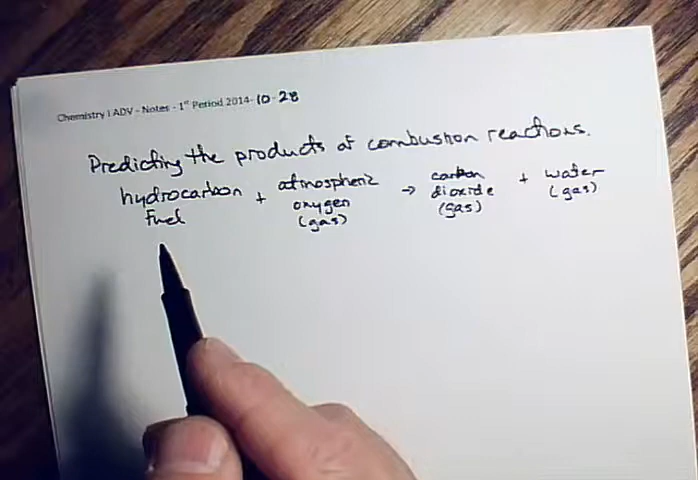 Chemistry I ADV - Notes - 1st Period 2014-10-28
Predicting the products of combustion reactions.
hydrocarbon + atmospheric → carbon + water
fuel oxygen dioxide (gas)
(gas) (gas)